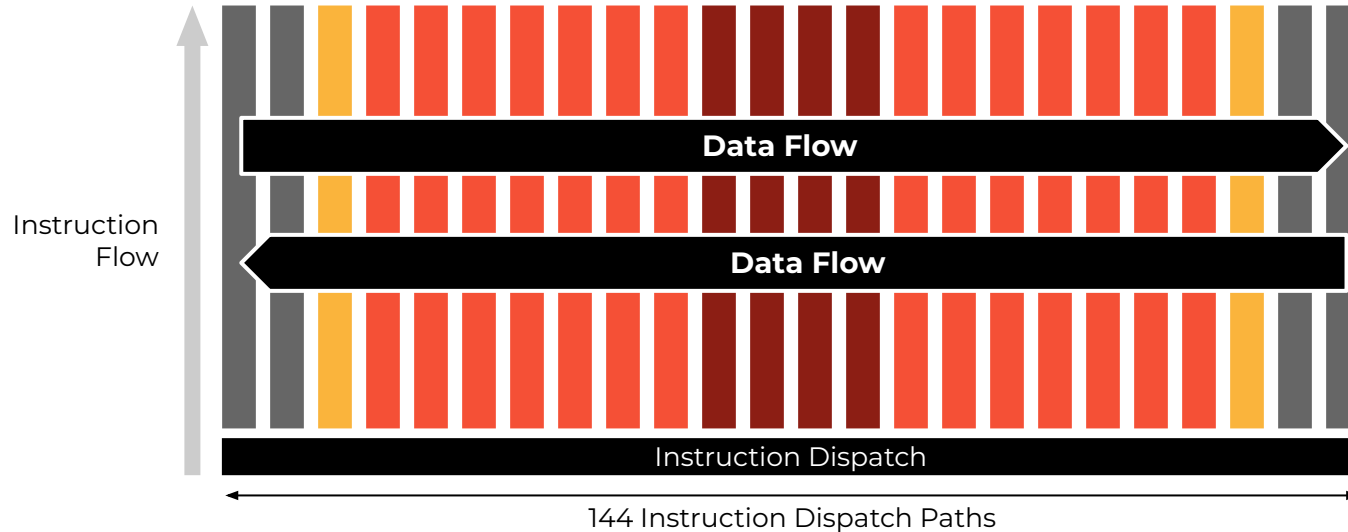 Data Flow
Instruction
Flow
Data Flow
Instruction Dispatch
144 Instruction Dispatch Paths